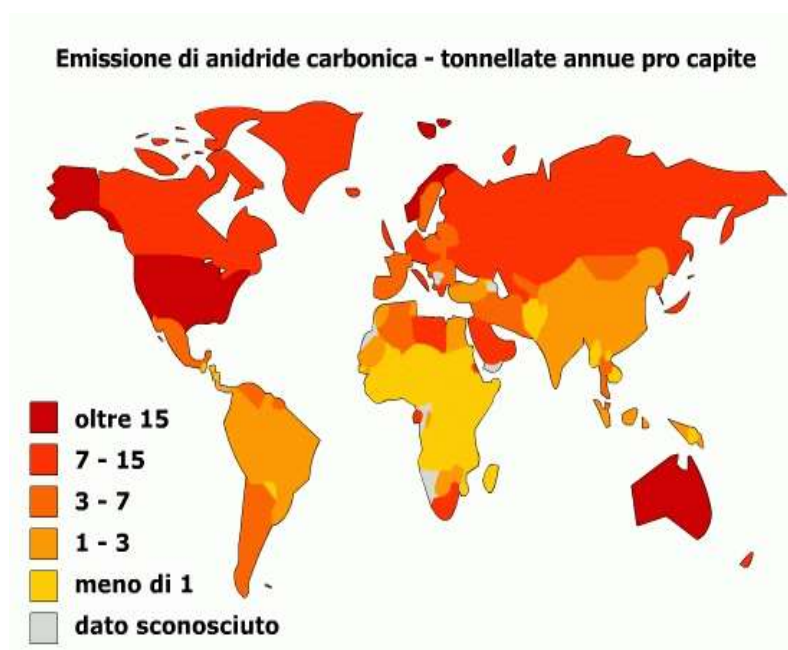 Emissione di anidride carbonica - tonnellate annue pro capite
oltre 15
7 - 15
3 - 7
1 - 3
meno di 1
dato sconosciuto